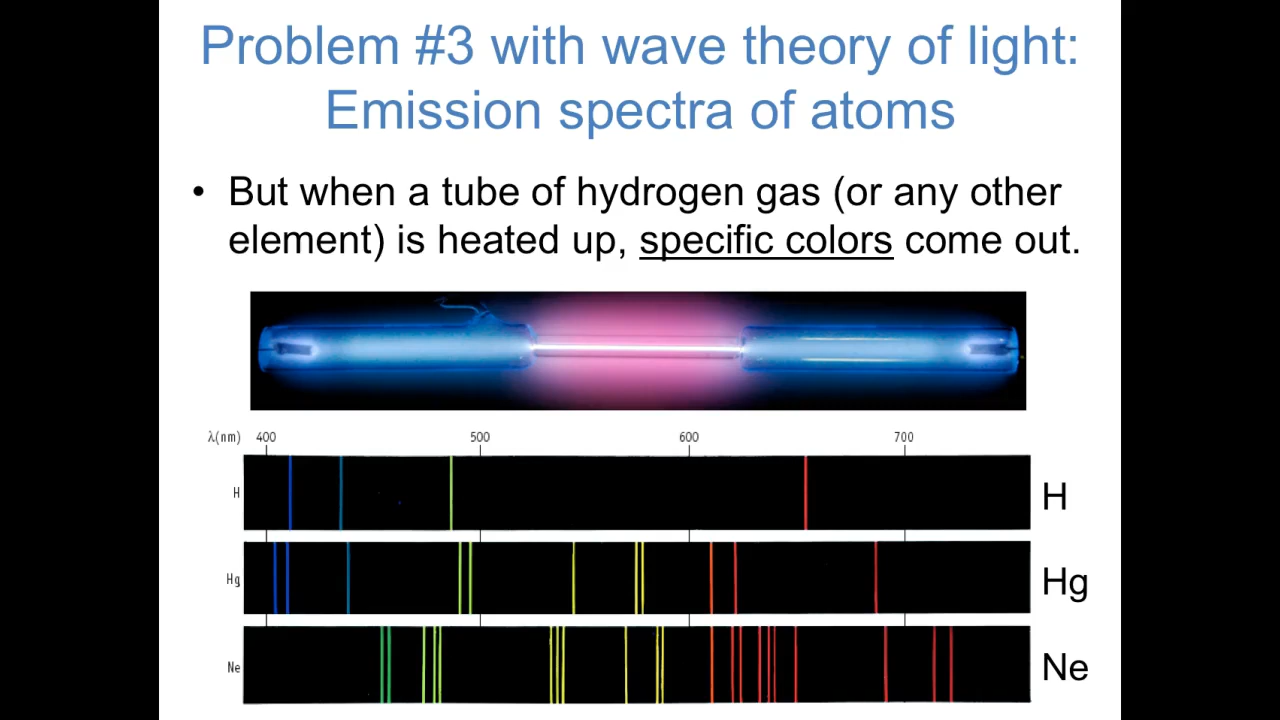 Problem #3 with wave theory of light:
Emission spectra of atoms
• But when a tube of hydrogen gas (or any other
element) is heated up, specific colors come out.
λ(nm) 400 500 600 700
H H
Hg Hg
Ne Ne